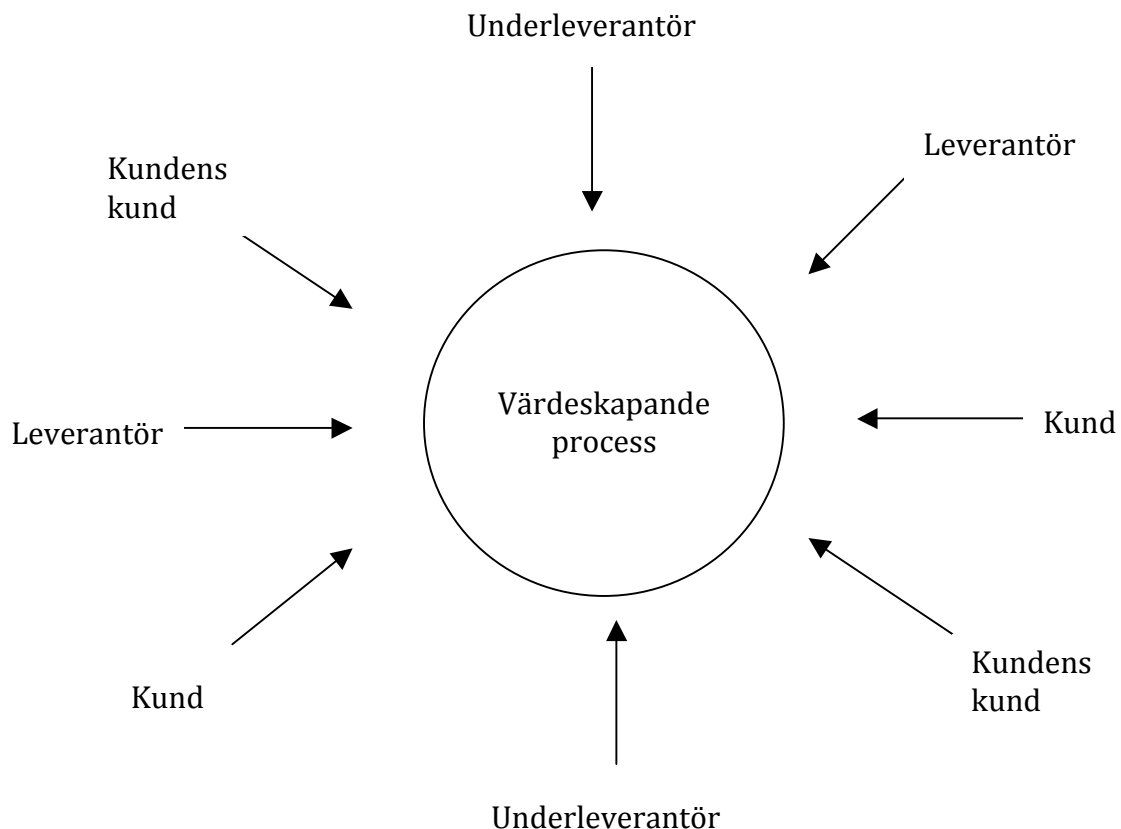 Underleverantör
Leverantör
Kundens
kund
Värdeskapande
process
Leverantör
Kund
Kund
Kundens
kund
Underleverantör